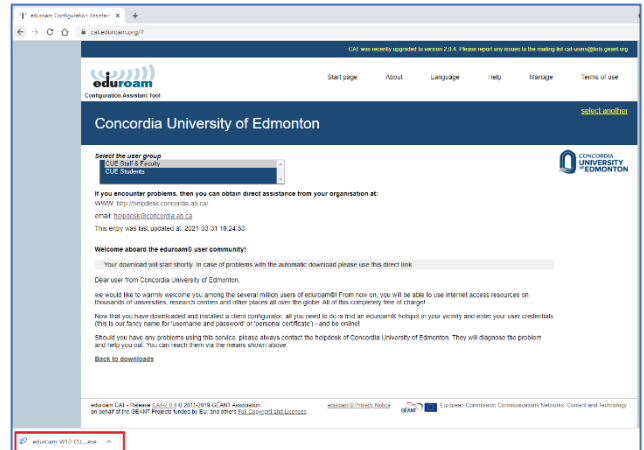 eduroam Configuration Assistant
cat.eduroam.org/?
CAT was recently upgraded to version 2.0.4. Please report any issues to the mailing list cat-users@lists.geant.org
eduroam
Configuration Assistant Tool
Start page About Language Help Manage Terms of use
select another
Concordia University of Edmonton
Select the user group
CUE Staff & Faculty
CUE Students
CONCORDIA
UNIVERSITY
OF EDMONTON
If you encounter problems, then you can obtain direct assistance from your organisation at:
WWW: http://helpdesk.concordia.ab.ca/
email: helpdesk@concordia.ab.ca
This entry was last updated at: 2021-03-31 18:24:53
Welcome aboard the eduroam® user community!
Your download will start shortly. In case of problems with the automatic download please use this direct link.
Dear user from Concordia University of Edmonton,
we would like to warmly welcome you among the several million users of eduroam®! From now on, you will be able to use internet access resources on
thousands of universities, research centres and other places all over the globe. All of this completely free of charge!
Now that you have downloaded and installed a client configurator, all you need to do is find an eduroam® hotspot in your vicinity and enter your user credentials
(this is our fancy name for 'username and password' or 'personal certificate') - and be online!
Should you have any problems using this service, please always contact the helpdesk of Concordia University of Edmonton. They will diagnose the problem
and help you out. You can reach them via the means shown above.
Back to downloads
eduroam CAT - Release CAT-2.0.4 © 2011-2019 GÉANT Association
on behalf of the GÉANT Projects funded by EU; and others Full Copyright and Licenses
eduroam® Privacy Notice
GÉANT
European Commission Communications Networks, Content and Technology
eduroam-W10-CU....exe